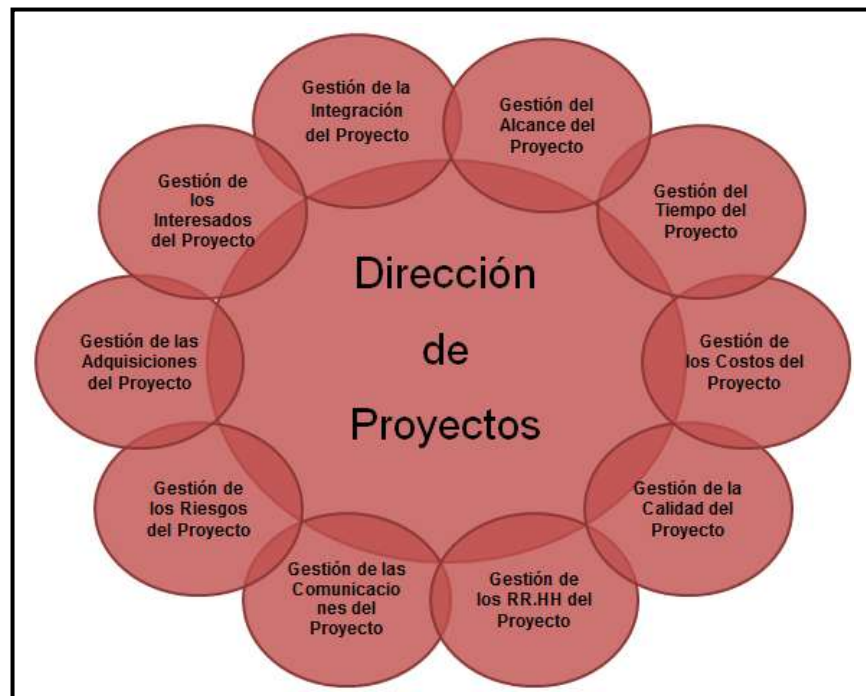 Gestión de la
Integración
del Proyecto
Gestión del
Alcance del
Proyecto
Gestión del
Tiempo del
Proyecto
Gestión de
los Costos del
Proyecto
Gestión de la
Calidad del
Proyecto
Gestión de
los RR.HH del
Proyecto
Gestión de las
Comunicacio
nes del
Proyecto
Gestión de
los Riesgos
del Proyecto
Gestión de las
Adquisiciones
del Proyecto
Gestión de
los
Interesados
del Proyecto
Dirección
de
Proyectos